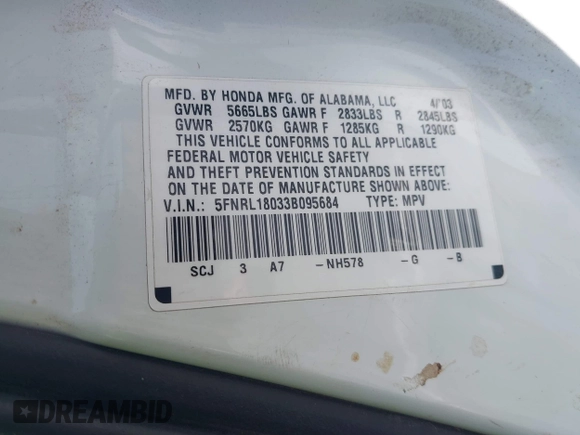 MFD. BY HONDA MFG. OF ALABAMA, LLC 4/'03
GVWR 5665LBS GAWR F 2833LBS R 2845LBS
GVWR 2570KG GAWR F 1285KG R 1290KG
THIS VEHICLE CONFORMS TO ALL APPLICABLE
FEDERAL MOTOR VEHICLE SAFETY
AND THEFT PREVENTION STANDARDS IN EFFECT
ON THE DATE OF MANUFACTURE SHOWN ABOVE:
V.I.N.: 5FNRL18033B095684 TYPE: MPV
SCJ 3 A7 -NH578 -G -B
DREAMBID